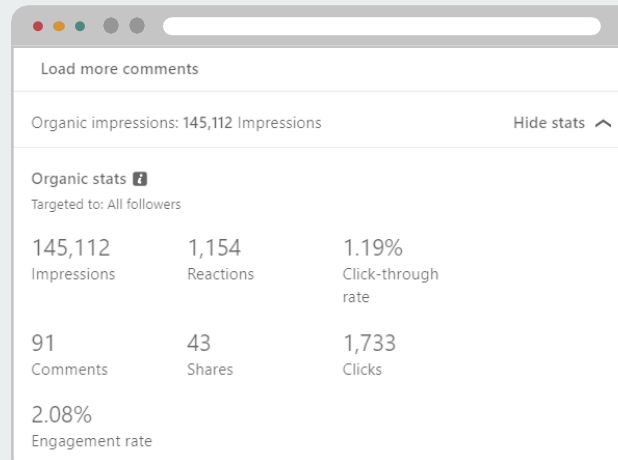 Load more comments
Organic impressions: 145,112 Impressions
Hide stats
Organic stats
Targeted to: All followers
145,112
Impressions
1,154
Reactions
1.19%
Click-through
rate
91
Comments
43
Shares
1,733
Clicks
2.08%
Engagement rate